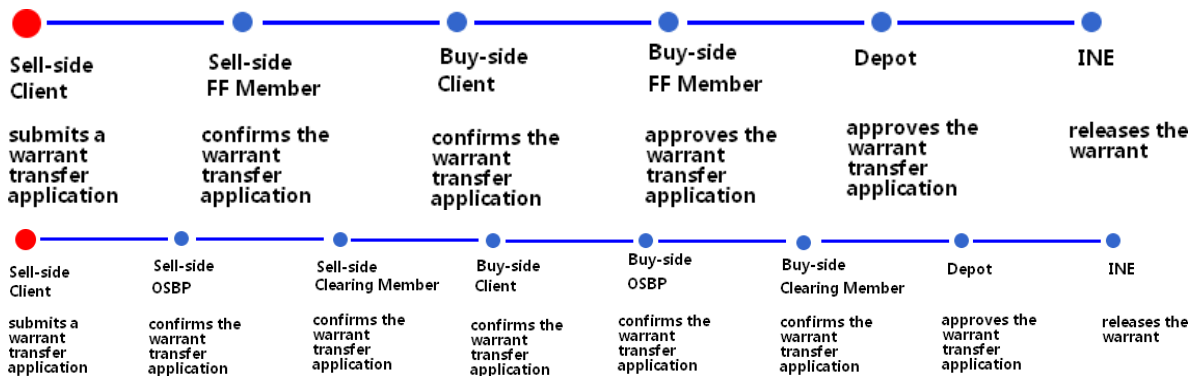 Sell-side
Client
submits a
warrant
transfer
application
Sell-side
FF Member
confirms the
warrant
transfer
application
Buy-side
Client
confirms the
warrant
transfer
application
Buy-side
FF Member
approves the
warrant
transfer
application
Depot
approves the
warrant
transfer
application
INE
releases the
warrant
Sell-side
Client
submits a
warrant
transfer
application
Sell-side
OSBP
confirms the
warrant
transfer
application
Sell-side
Clearing Member
confirms the
warrant
transfer
application
Buy-side
Client
confirms the
warrant
transfer
application
Buy-side
OSBP
confirms the
warrant
transfer
application
Buy-side
Clearing Member
confirms the
warrant
transfer
application
Depot
approves the
warrant
transfer
application
INE
releases the
warrant